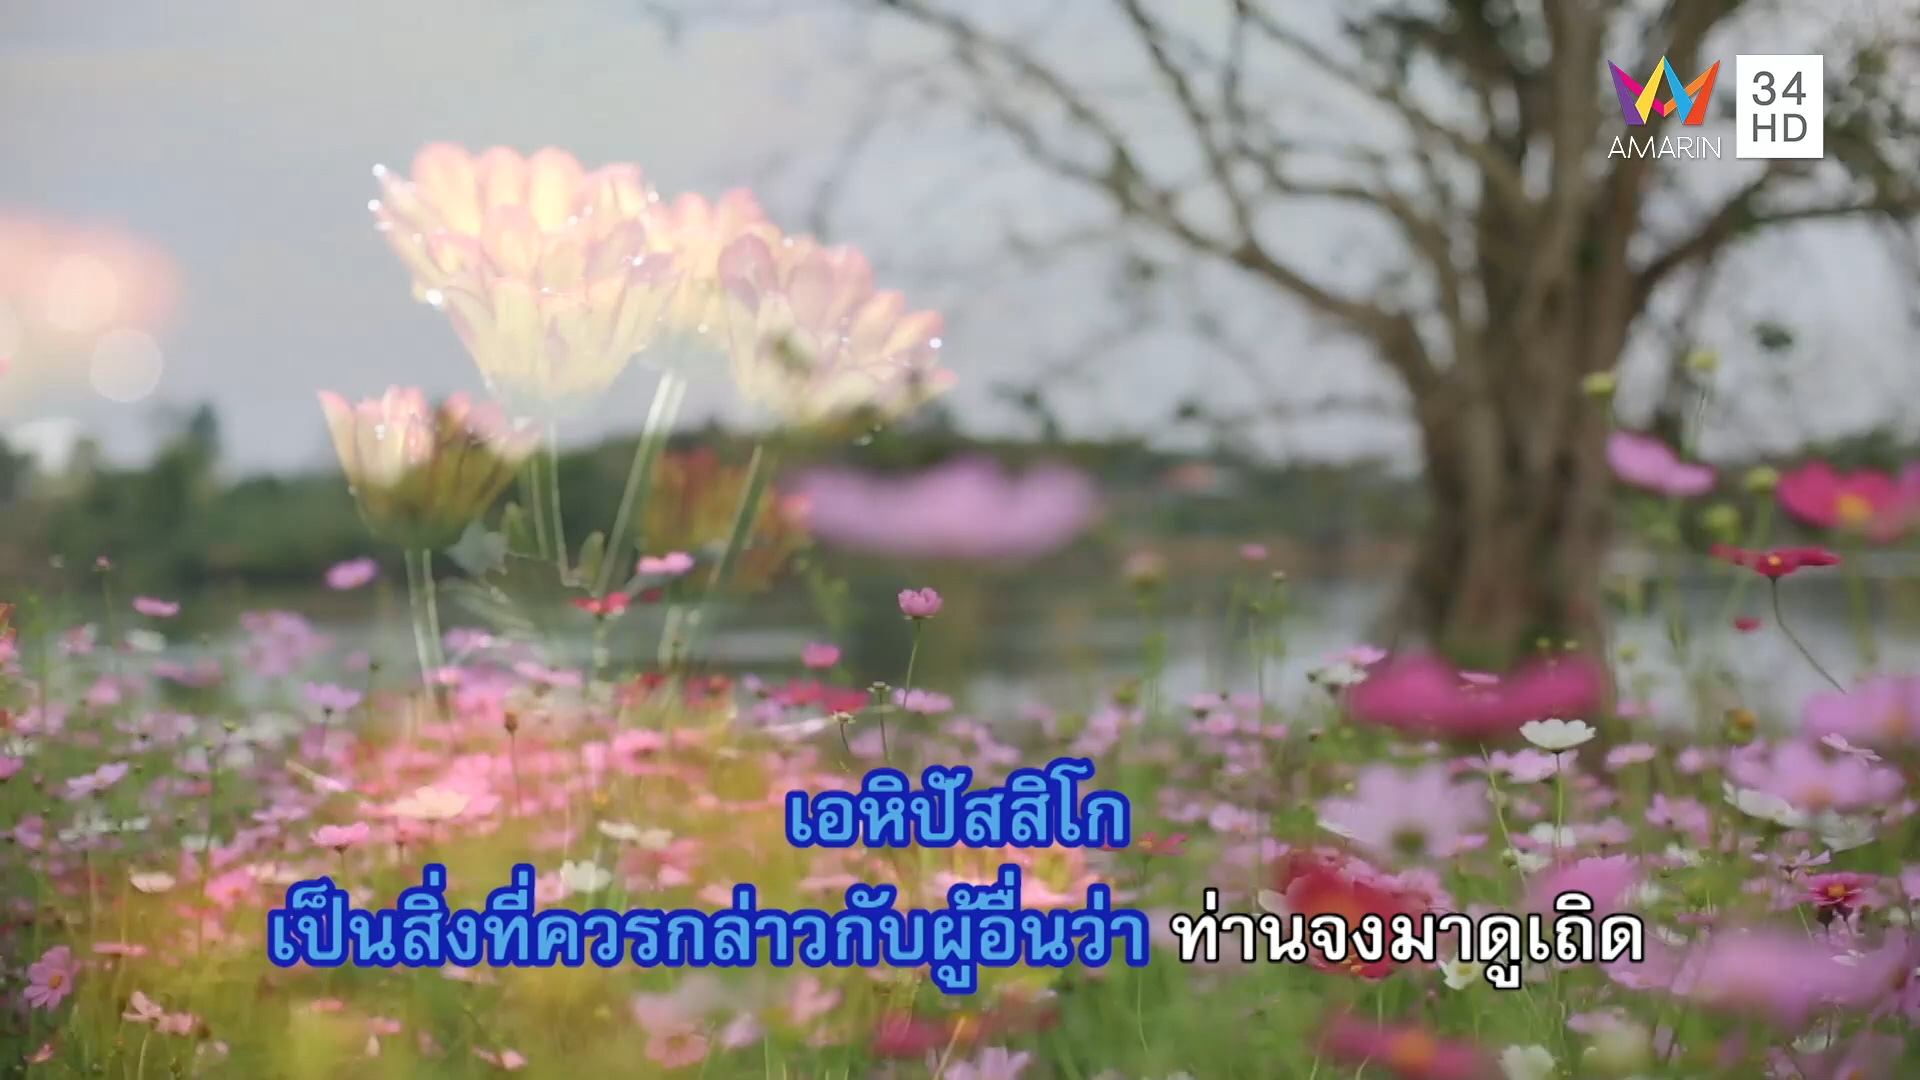 AMARIN
34
HD
เอหิปัสสิโก
เป็นสิ่งที่ควรกล่าวกับผู้อื่นว่า ท่านจงมาดูเถิด